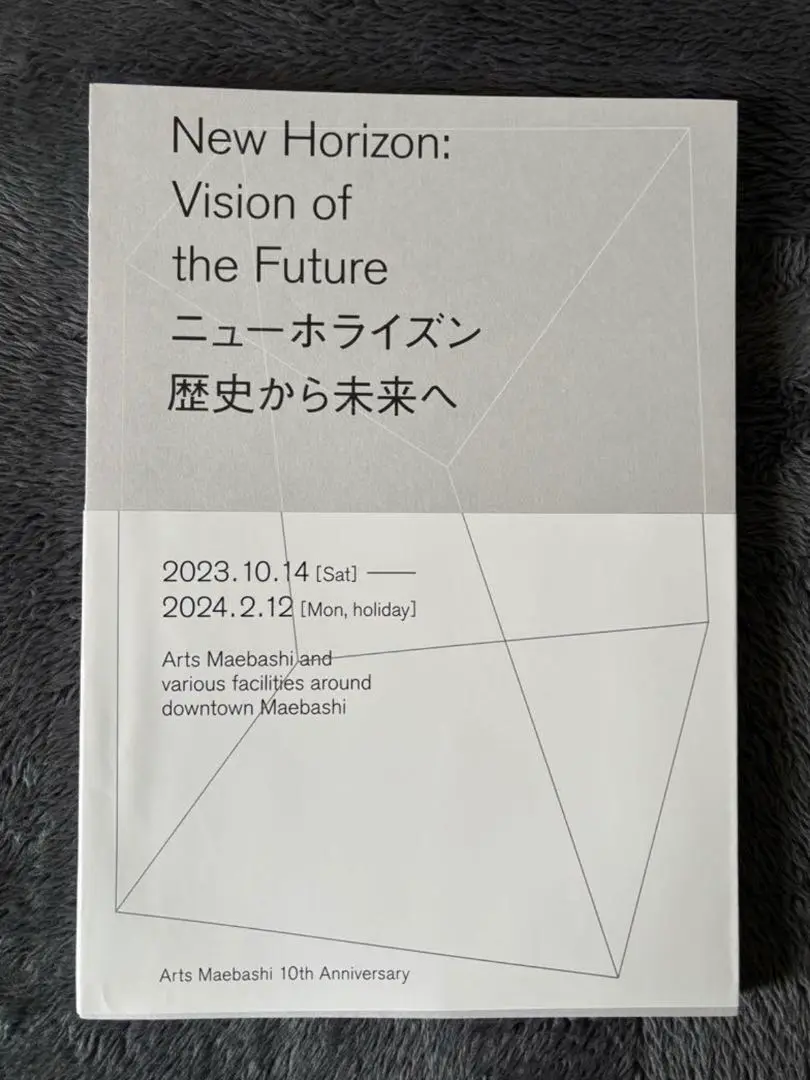 New Horizon:
Vision of
the Future
ニューホライズン
歴史から未来へ
2023.10.14 [Sat] ——
2024.2.12 [Mon, holiday]
Arts Maebashi and
various facilities around
downtown Maebashi
Arts Maebashi 10th Anniversary